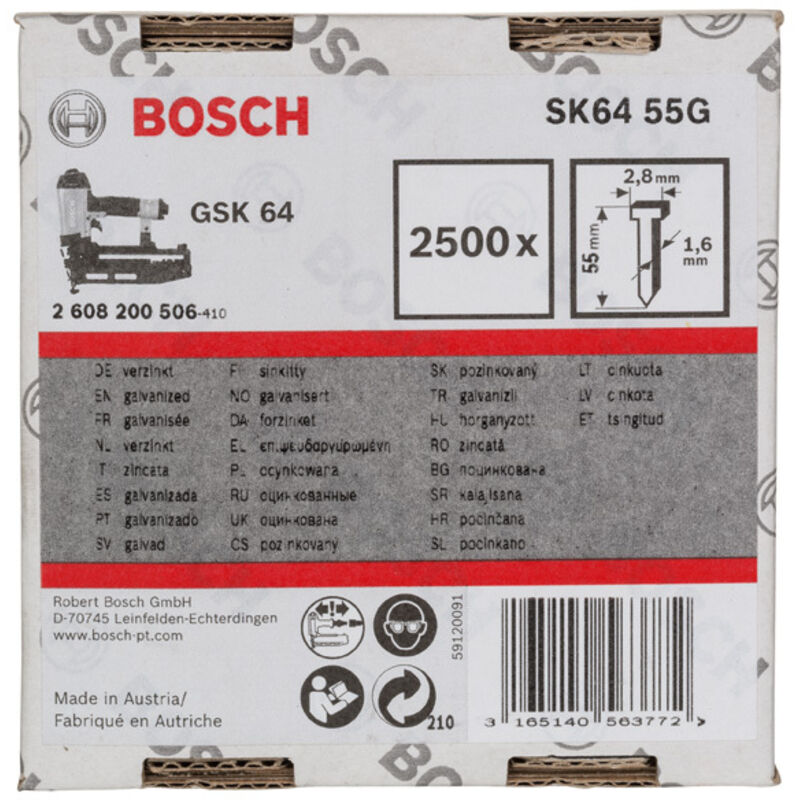 BOSCH
SK64 55G
GSK 64
2500 x
2,8 mm
55 mm
1,6
mm
2 608 200 506-410
DE verzinkt
EN galvanized
FR galvanisée
NL verzinkt
IT zincata
ES galvanizada
PT galvanizado
SV galvad
FI sinkitty
NO galvanisert
DA forzinket
EL επιψευδαργυρωμένη
PL ocynkowana
RU оцинкованные
UK оцинкована
CS pozinkovaný
SK pozinkovaný
TR galvanizli
HU horganyzott
RO zincată
BG поцинкована
SR kalajisana
HR pocinčana
SL pocinkano
LT cinkuota
LV cinkota
ET tsingitud
Robert Bosch GmbH
D-70745 Leinfelden-Echterdingen
www.bosch-pt.com
Made in Austria/
Fabriqué en Autriche
59120091
210
3 165140 563772 >
BOSCH
BOSCH
BOSCH